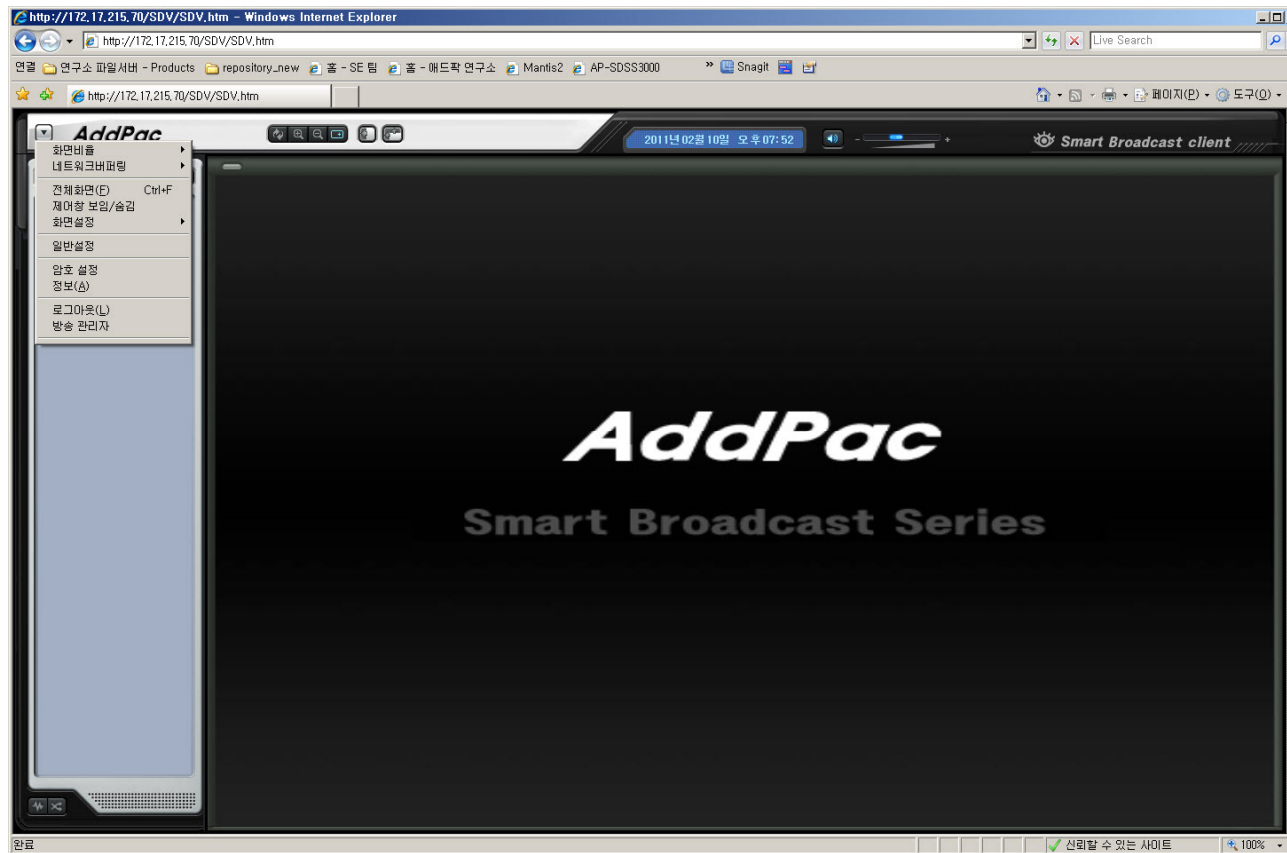 http://172.17.215.70/SDV/SDV.htm - Windows Internet Explorer
http://172.17.215.70/SDV/SDV.htm
Live Search
연결 연구소 파일서버 - Products repository_new 홈 - SE 팀 홈 - 애드팍 연구소 Mantis2 AP-SDSS3000 » Snagit
http://172.17.215.70/SDV/SDV.htm
페이지(P) 도구(O)
AddPac
2011년 02월 10일 오후 07:52
- +
Smart Broadcast client
화면비율
네트워크버퍼링
전체화면(F) Ctrl+F
제어창 보임/숨김
화면설정
일반설정
암호 설정
정보(A)
로그아웃(L)
방송 관리자
AddPac
Smart Broadcast Series
완료
신뢰할 수 있는 사이트
100%